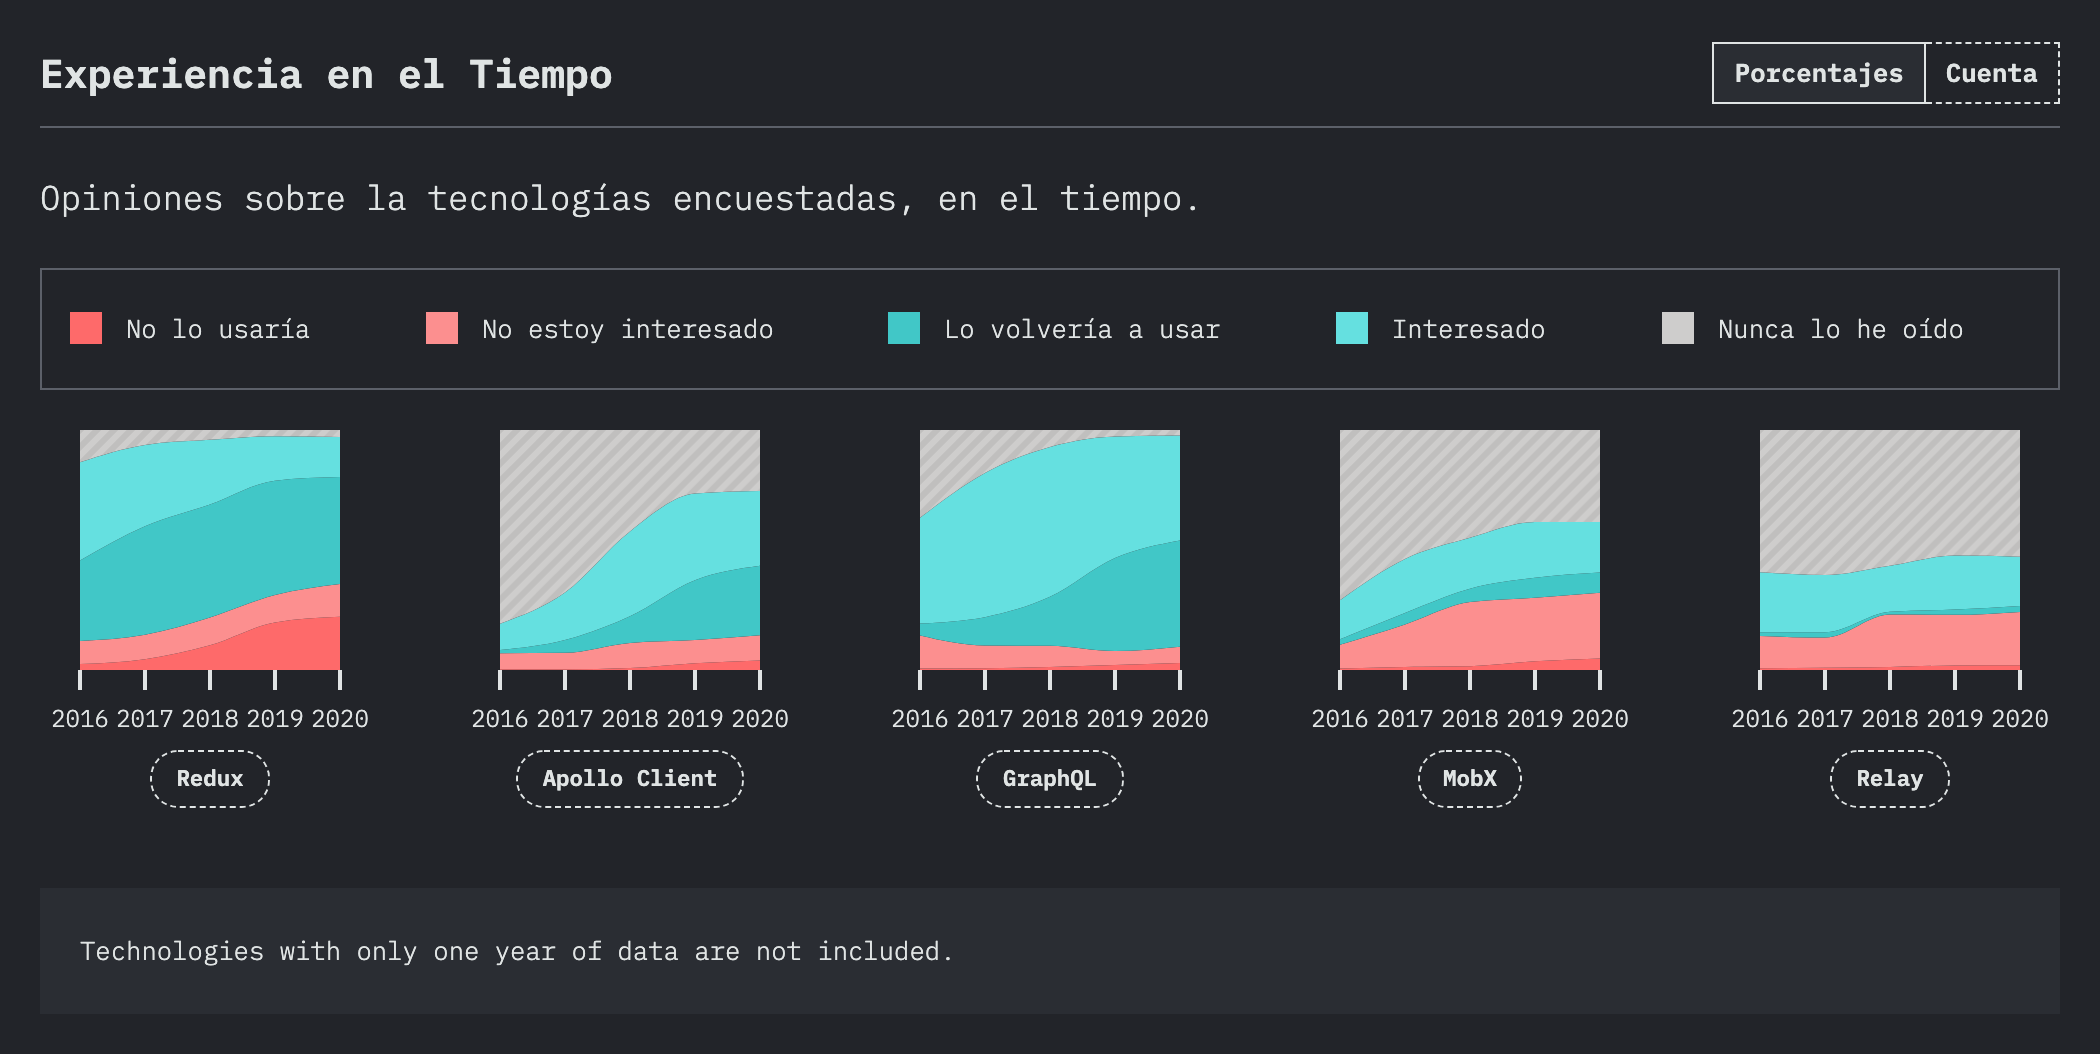 Experiencia en el Tiempo
Porcentajes Cuenta
Opiniones sobre la tecnologías encuestadas, en el tiempo.
No lo usaría No estoy interesado Lo volvería a usar Interesado Nunca lo he oído
2016 2017 2018 2019 2020 2016 2017 2018 2019 2020 2016 2017 2018 2019 2020 2016 2017 2018 2019 2020 2016 2017 2018 2019 2020
Redux Apollo Client GraphQL MobX Relay
Technologies with only one year of data are not included.